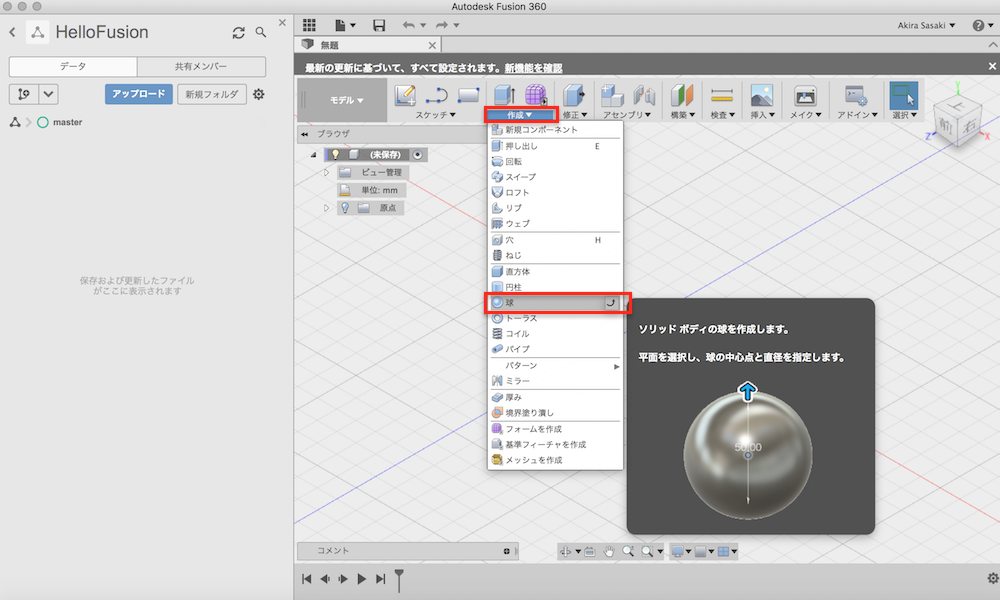 Autodesk Fusion 360
HelloFusion
データ
共有メンバー
アップロード
新規フォルダ
master
保存および更新したファイル
がここに表示されます
Akira Sasaki
無題
最新の更新に基づいて、すべて設定されます。新機能を確認
モデル
スケッチ
作成
修正
アセンブリ
構築
検査
挿入
メイク
アドイン
選択
ブラウザ
(未保存)
ビュー管理
単位: mm
原点
新規コンポーネント
押し出し E
回転
スイープ
ロフト
リブ
ウェブ
穴 H
ねじ
直方体
円柱
球
トーラス
コイル
パイプ
パターン
ミラー
厚み
境界塗り潰し
フォームを作成
基準フィーチャを作成
メッシュを作成
ソリッド ボディの球を作成します。
平面を選択し、球の中心点と直径を指定します。
50.00
前
右
Z
X
Y
コメント